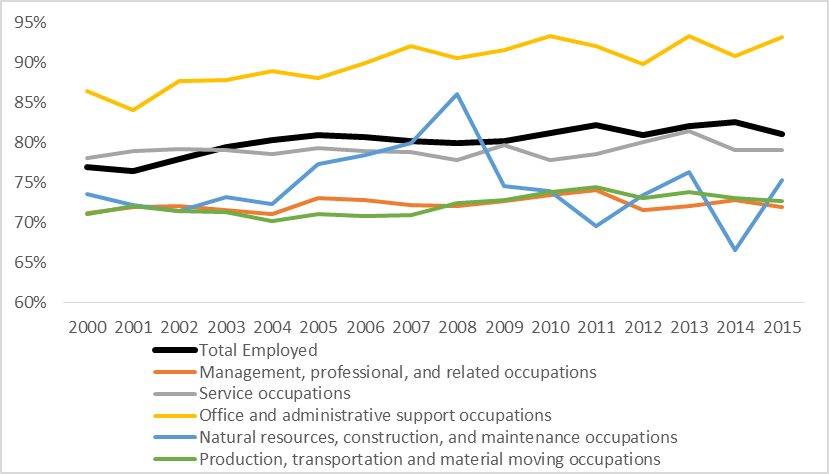 95%
90%
85%
80%
75%
70%
65%
60%
2000 2001 2002 2003 2004 2005 2006 2007 2008 2009 2010 2011 2012 2013 2014 2015
Total Employed
Management, professional, and related occupations
Service occupations
Office and administrative support occupations
Natural resources, construction, and maintenance occupations
Production, transportation and material moving occupations